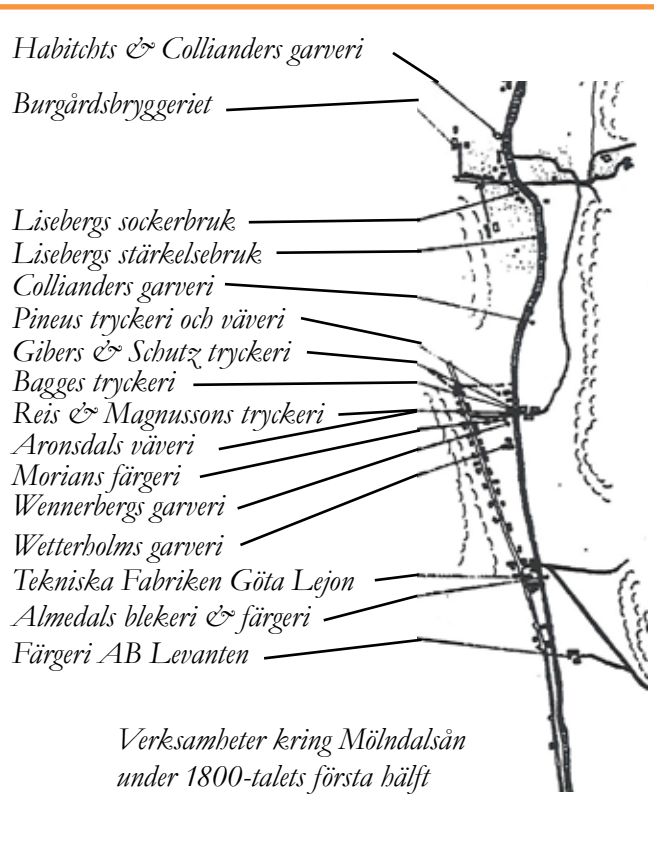 Habitchts & Collianders garveri
Burgårdsbryggeriet
Lisebergs sockerbruk
Lisebergs stärkelsebruk
Collianders garveri
Pineus tryckeri och väveri
Gibers & Schutz tryckeri
Bagges tryckeri
Reis & Magnussons tryckeri
Aronsdals väveri
Morians färgeri
Wennerbergs garveri
Wetterholms garveri
Tekniska Fabriken Göta Lejon
Almedals blekeri & färgeri
Färgeri AB Levanten
Verksamheter kring Mölndalsån
under 1800-talets första hälft